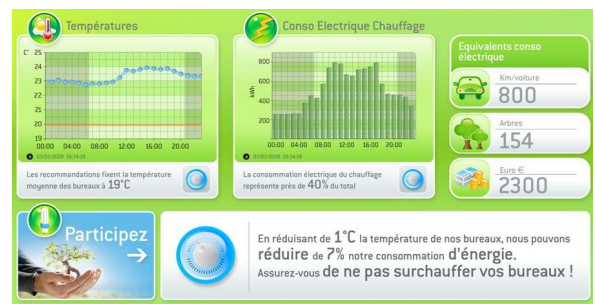 Températures
Conso Electrique Chauffage
C°
25
24
23
22
21
20
19
00:00 04:00 08:00 12:00 16:00 20:00
Les recommandations fixent la température
moyenne des bureaux à 19°C
kWh
800
600
400
200
00:00 04:00 08:00 12:00 16:00 20:00
La consommation électrique du chauffage
représente près de 40% du total
Equivalents conso
électrique
Km/voiture
800
Arbres
154
Euro €
2300
Participez
En réduisant de 1°C la température de nos bureaux, nous pouvons
réduire de 7% notre consommation d'énergie.
Assurez-vous de ne pas surchauffer vos bureaux !